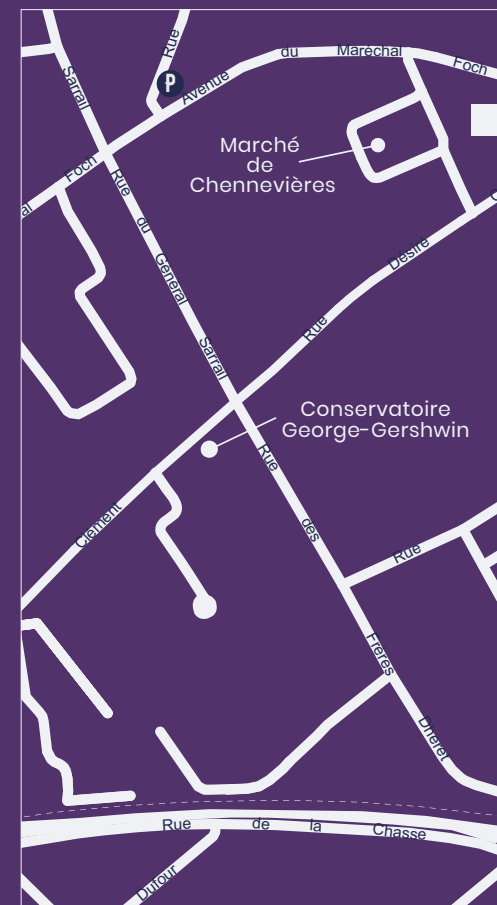 Rue
du Maréchal
Foch
Avenue
P
Sarrail
Foch
al
Marché
de
Chennevières
Rue du Général Sarrail
Désiré
Rue
Clément
Conservatoire
George-Gershwin
Rue des Frères Dhéret
Rue
Rue de la Chasse
Dufour